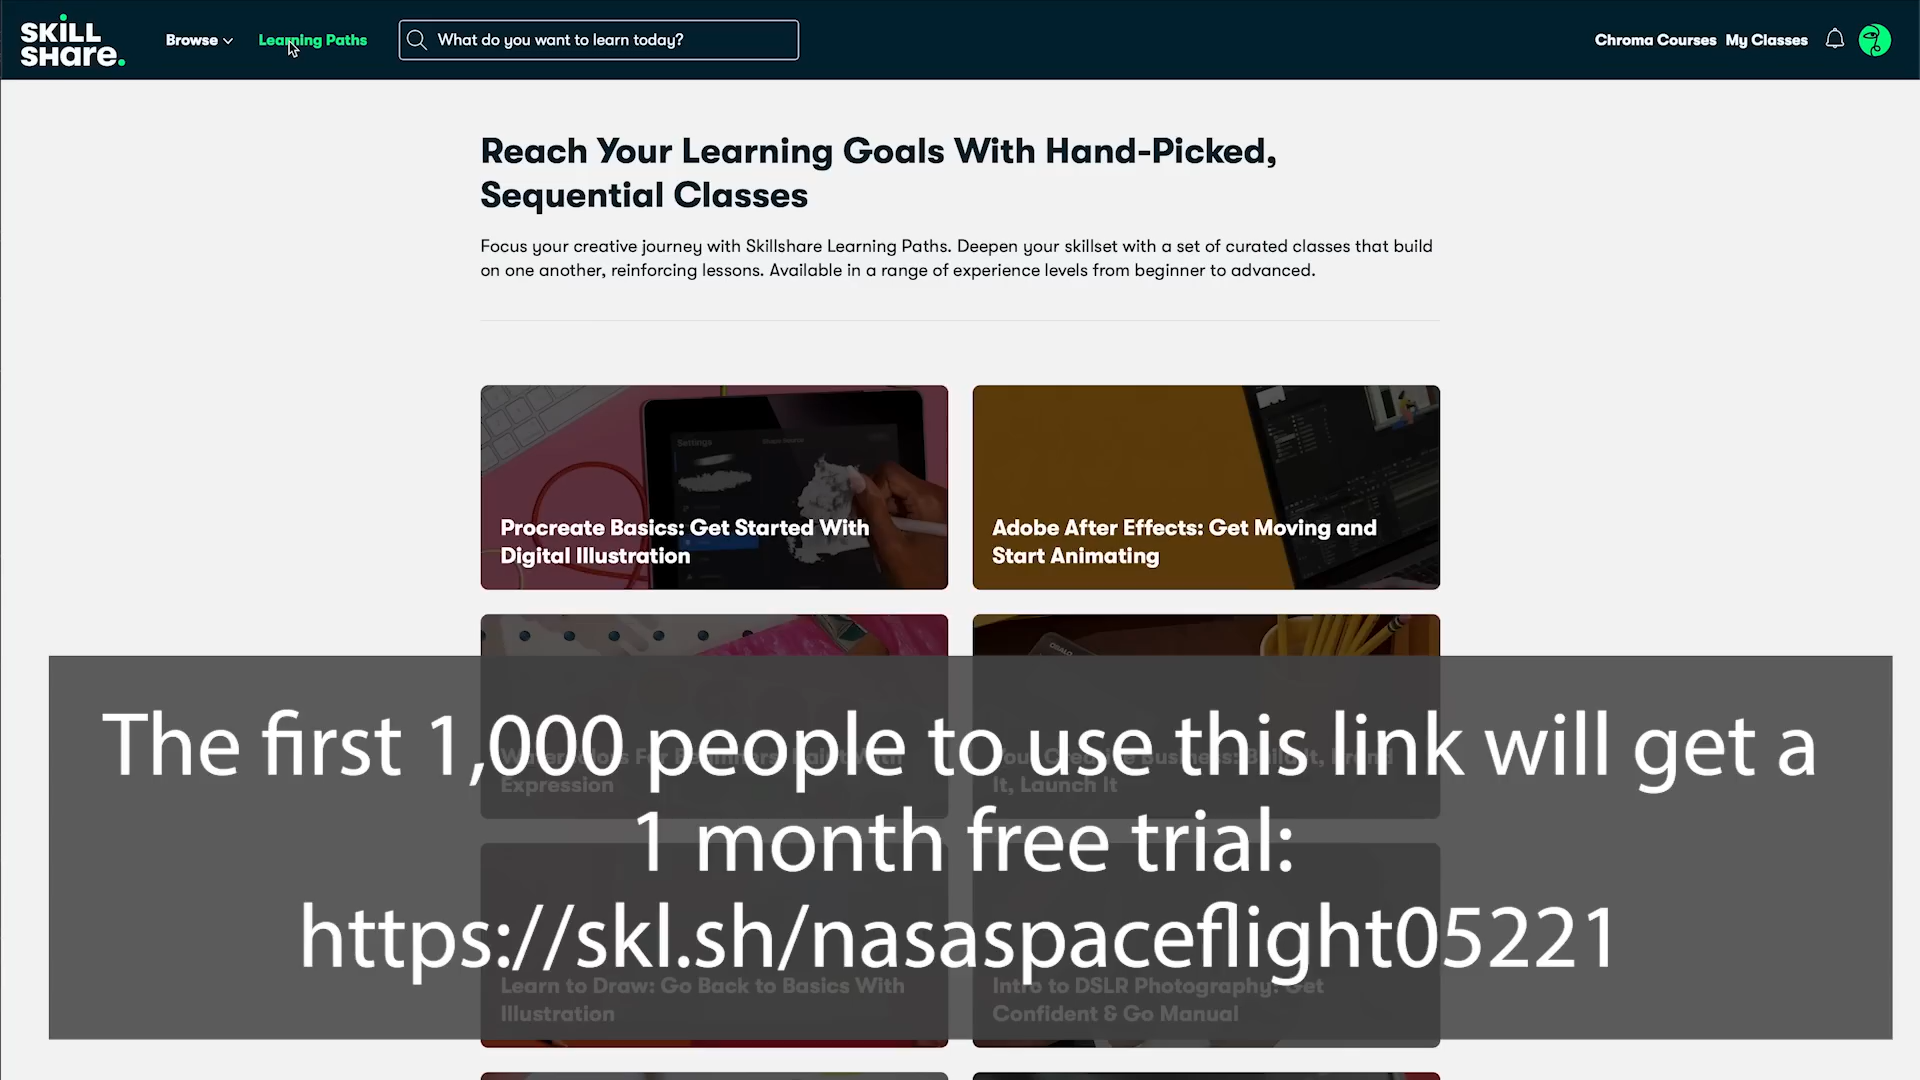 SKILL
SHARE.
Browse
Learning Paths
What do you want to learn today?
Chroma Courses
My Classes
Reach Your Learning Goals With Hand-Picked,
Sequential Classes
Focus your creative journey with Skillshare Learning Paths. Deepen your skillset with a set of curated classes that build
on one another, reinforcing lessons. Available in a range of experience levels from beginner to advanced.
Settings
Procreate Basics: Get Started With
Digital Illustration
Adobe After Effects: Get Moving and
Start Animating
The first 1,000 people to use this link will get a
1 month free trial:
https://skl.sh/nasaspaceflight05221
Expression
It, Launch It
Learn to Draw: Go Back to Basics With
Illustration
Intro to DSLR Photography: Get
Confident & Go Manual